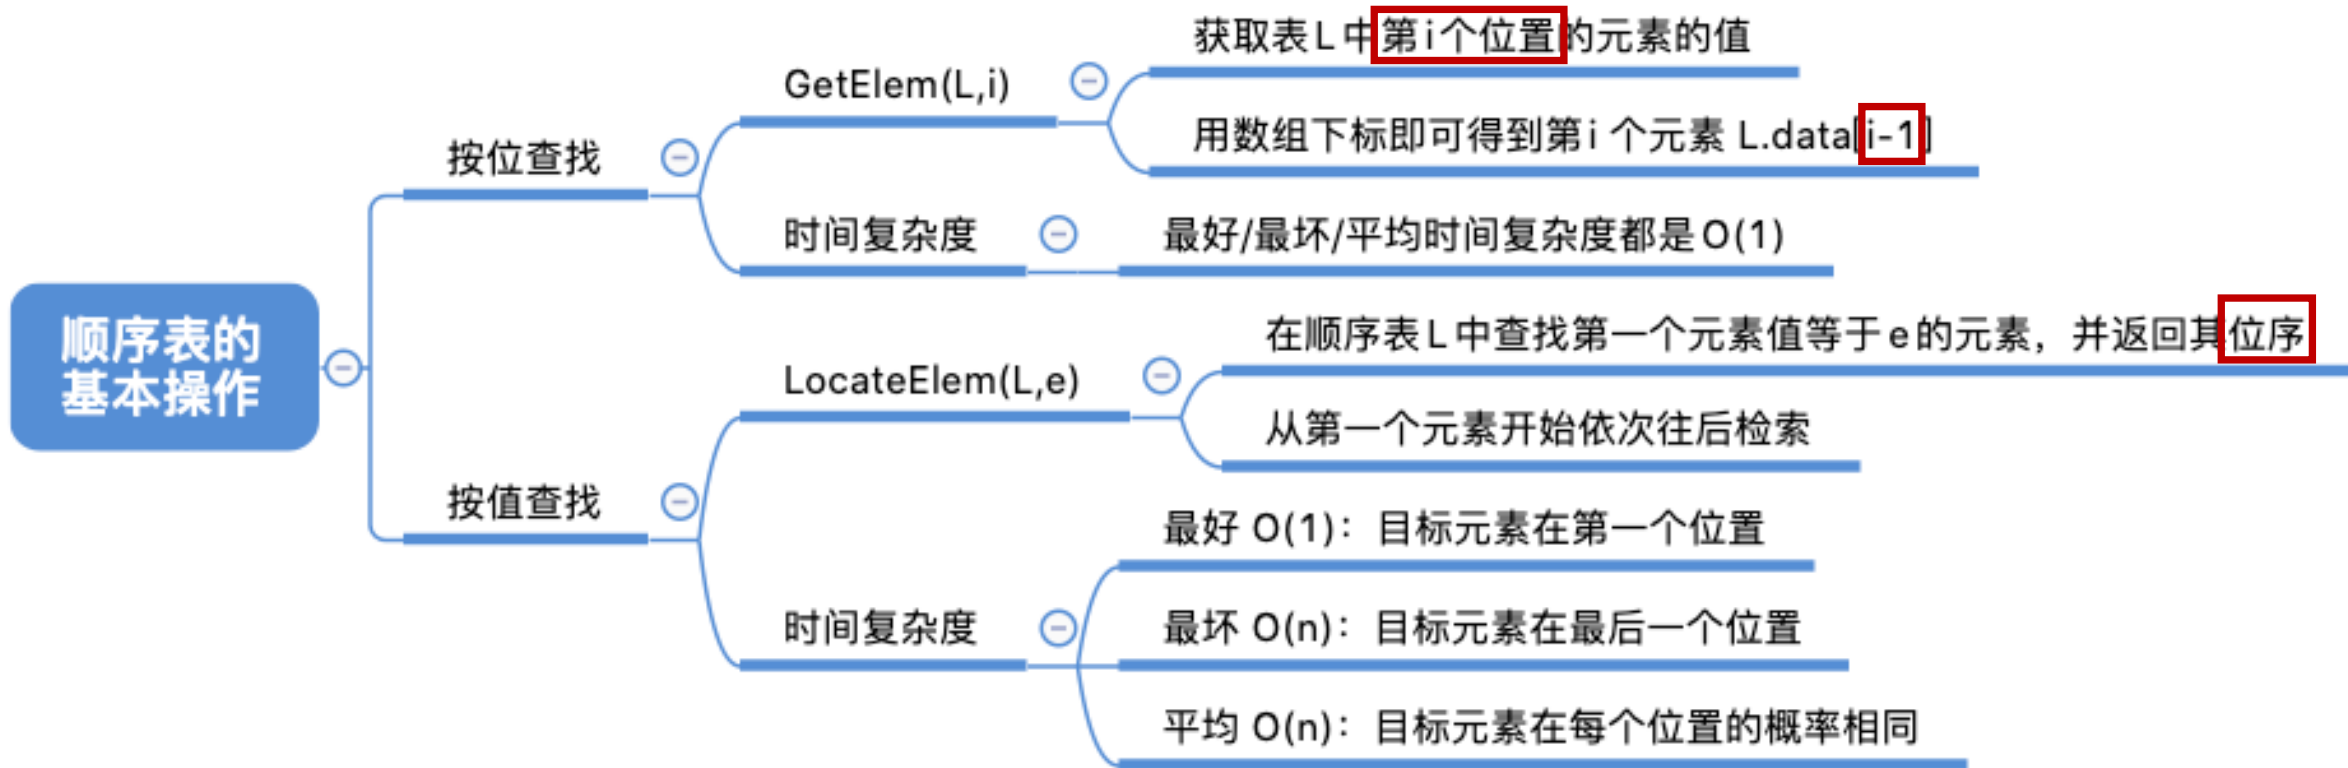 顺序表的
基本操作
按位查找
GetElem(L,i)
获取表L中第i个位置的元素的值
用数组下标即可得到第i个元素 L.data[i-1]
时间复杂度
最好/最坏/平均时间复杂度都是O(1)
按值查找
LocateElem(L,e)
在顺序表L中查找第一个元素值等于e的元素，并返回其位序
从第一个元素开始依次往后检索
时间复杂度
最好 O(1)：目标元素在第一个位置
最坏 O(n)：目标元素在最后一个位置
平均 O(n)：目标元素在每个位置的概率相同